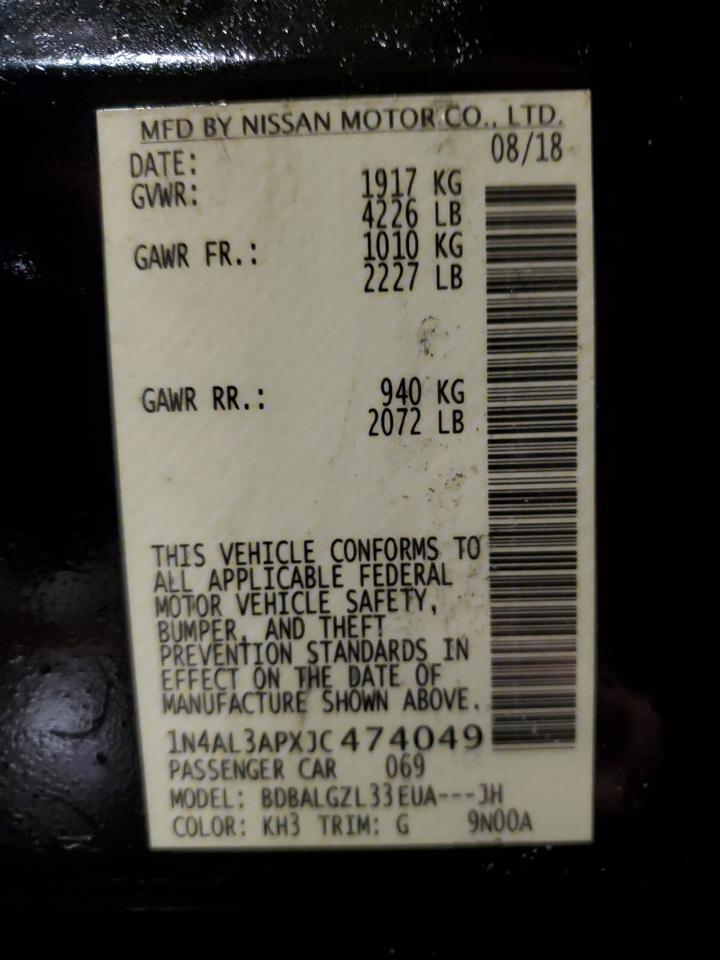 MFD BY NISSAN MOTOR CO., LTD.
DATE: 08/18
GVWR: 1917 KG
4226 LB
GAWR FR.: 1010 KG
2227 LB
GAWR RR.: 940 KG
2072 LB
THIS VEHICLE CONFORMS TO
ALL APPLICABLE FEDERAL
MOTOR VEHICLE SAFETY,
BUMPER, AND THEFT
PREVENTION STANDARDS IN
EFFECT ON THE DATE OF
MANUFACTURE SHOWN ABOVE.
1N4AL3APXJC474049
PASSENGER CAR 069
MODEL: BDBALGZL33EUA---JH
COLOR: KH3 TRIM: G 9N00A